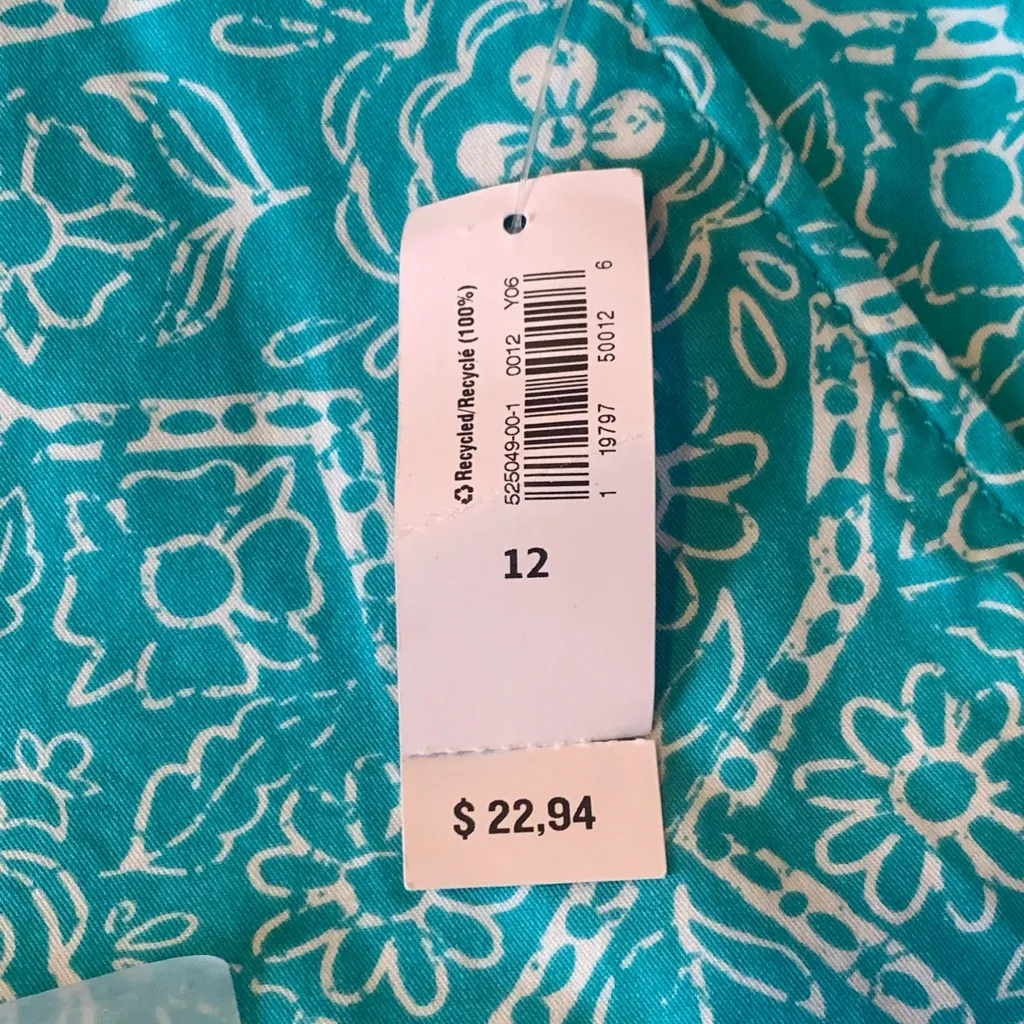 ♻ Recycled/Recyclé (100%)
525049-00-1 0012 Y06
1 19797 50012 6
12
$ 22,94